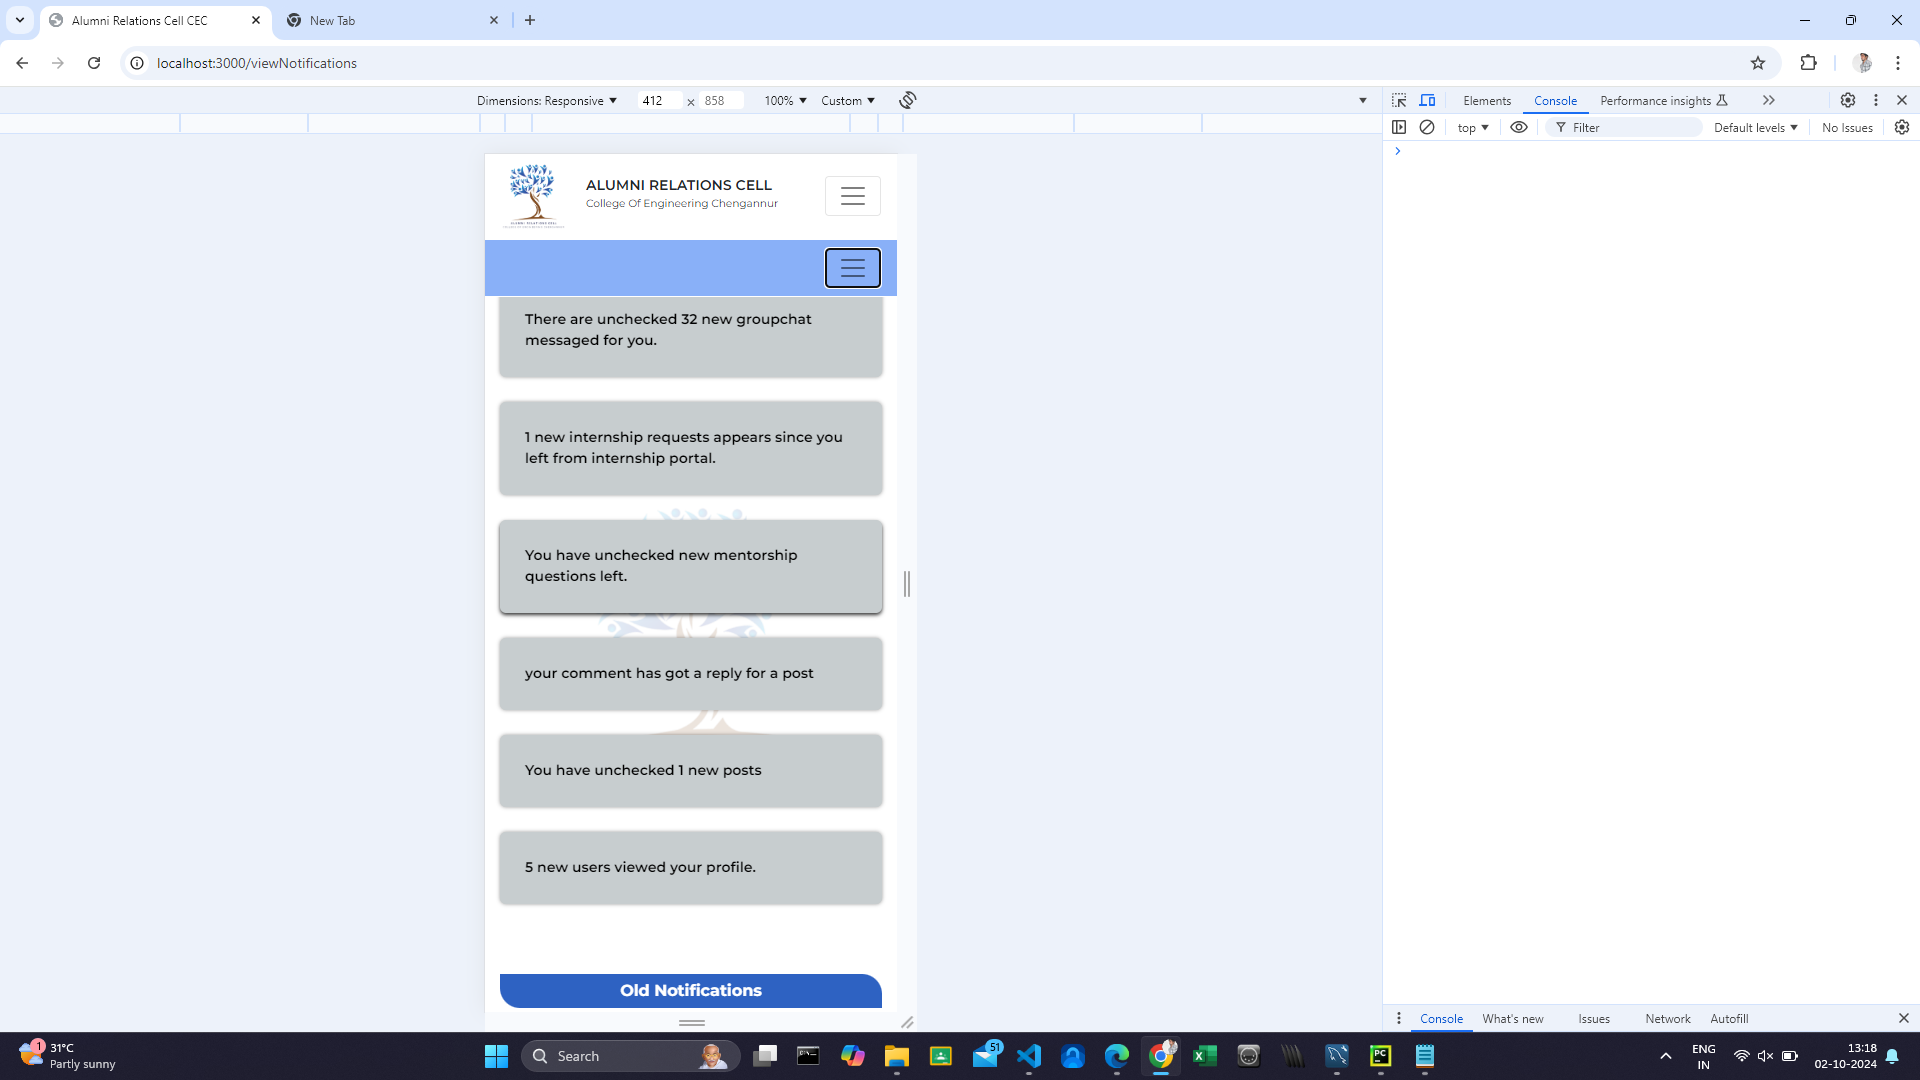 Alumni Relations Cell CEC
New Tab
localhost:3000/viewNotifications
Dimensions: Responsive
412 × 858
100%
Custom
Elements
Console
Performance insights
top
Filter
Default levels
No Issues
ALUMNI RELATIONS CELL
College Of Engineering Chengannur
There are unchecked 32 new groupchat
messaged for you.
1 new internship requests appears since you
left from internship portal.
You have unchecked new mentorship
questions left.
your comment has got a reply for a post
You have unchecked 1 new posts
5 new users viewed your profile.
Old Notifications
Console
What's new
Issues
Network
Autofill
1
31°C
Partly sunny
Search
51
PC
ENG
IN
13:18
02-10-2024